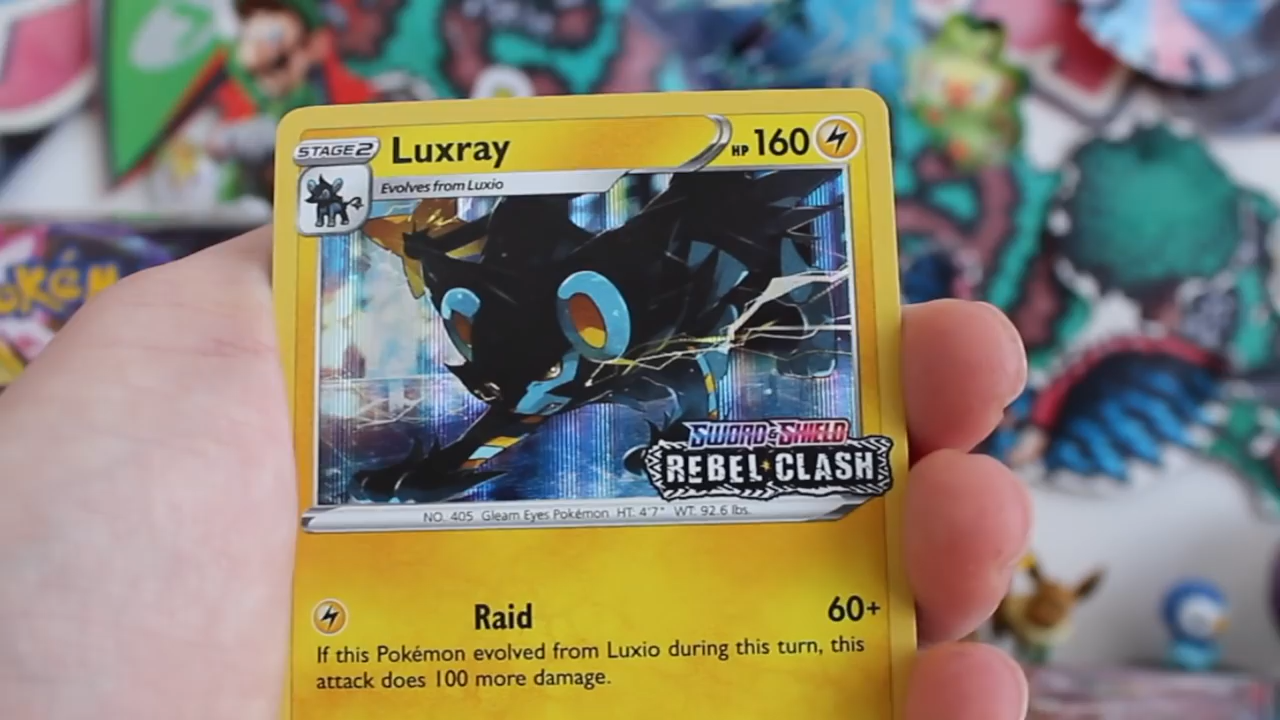 STAGE 2 Luxray HP 160
Evolves from Luxio
SWORD & SHIELD
REBEL CLASH
NO. 405 Gleam Eyes Pokémon HT: 4'7" WT: 92.6 lbs.
Raid 60+
If this Pokémon evolved from Luxio during this turn, this
attack does 100 more damage.